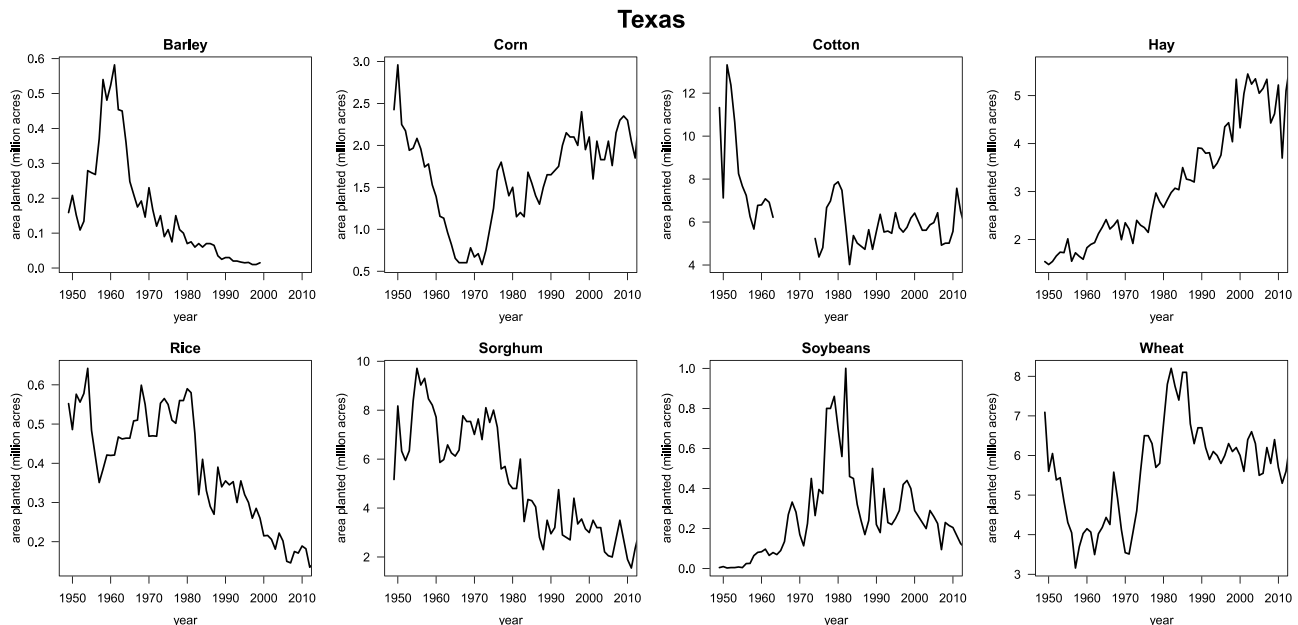 Texas
Barley
area planted (million acres)
0.6
0.5
0.4
0.3
0.2
0.1
0.0
1950 1960 1970 1980 1990 2000 2010
year
Corn
area planted (million acres)
3.0
2.5
2.0
1.5
1.0
0.5
1950 1960 1970 1980 1990 2000 2010
year
Cotton
area planted (million acres)
12
10
8
6
4
1950 1960 1970 1980 1990 2000 2010
year
Hay
area planted (million acres)
5
4
3
2
1950 1960 1970 1980 1990 2000 2010
year
Rice
area planted (million acres)
0.6
0.5
0.4
0.3
0.2
1950 1960 1970 1980 1990 2000 2010
year
Sorghum
area planted (million acres)
10
8
6
4
2
1950 1960 1970 1980 1990 2000 2010
year
Soybeans
area planted (million acres)
1.0
0.8
0.6
0.4
0.2
0.0
1950 1960 1970 1980 1990 2000 2010
year
Wheat
area planted (million acres)
8
7
6
5
4
3
1950 1960 1970 1980 1990 2000 2010
year